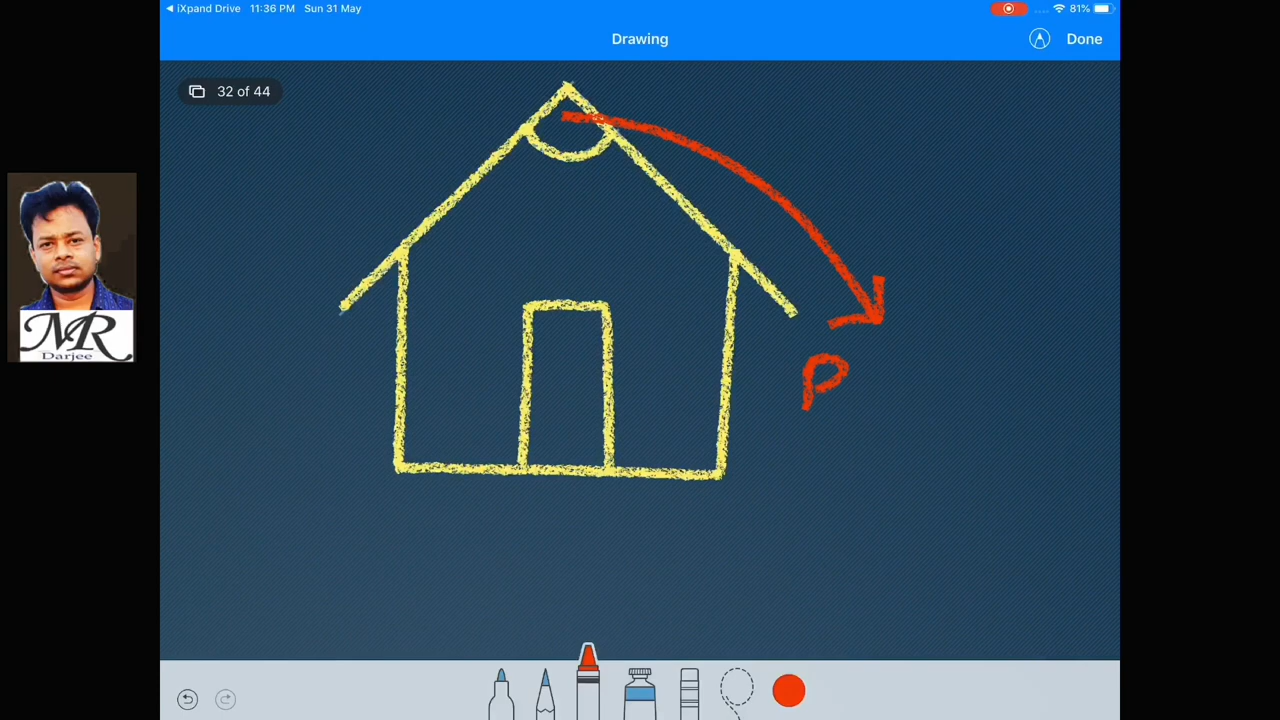 iXpand Drive 11:36 PM Sun 31 May
81%
Drawing
Done
32 of 44
P
MR
Darjee